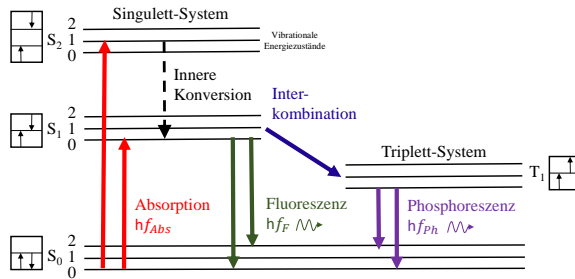 Singulett-System
2
S2 1
0
Vibrationale
Energiezustände
Innere
Konversion
2
S1 1
0
Inter-
kombination
Triplett-System
T1
Absorption
hfAbs
Fluoreszenz
hfF
Phosphoreszenz
hfPh
2
S0 1
0